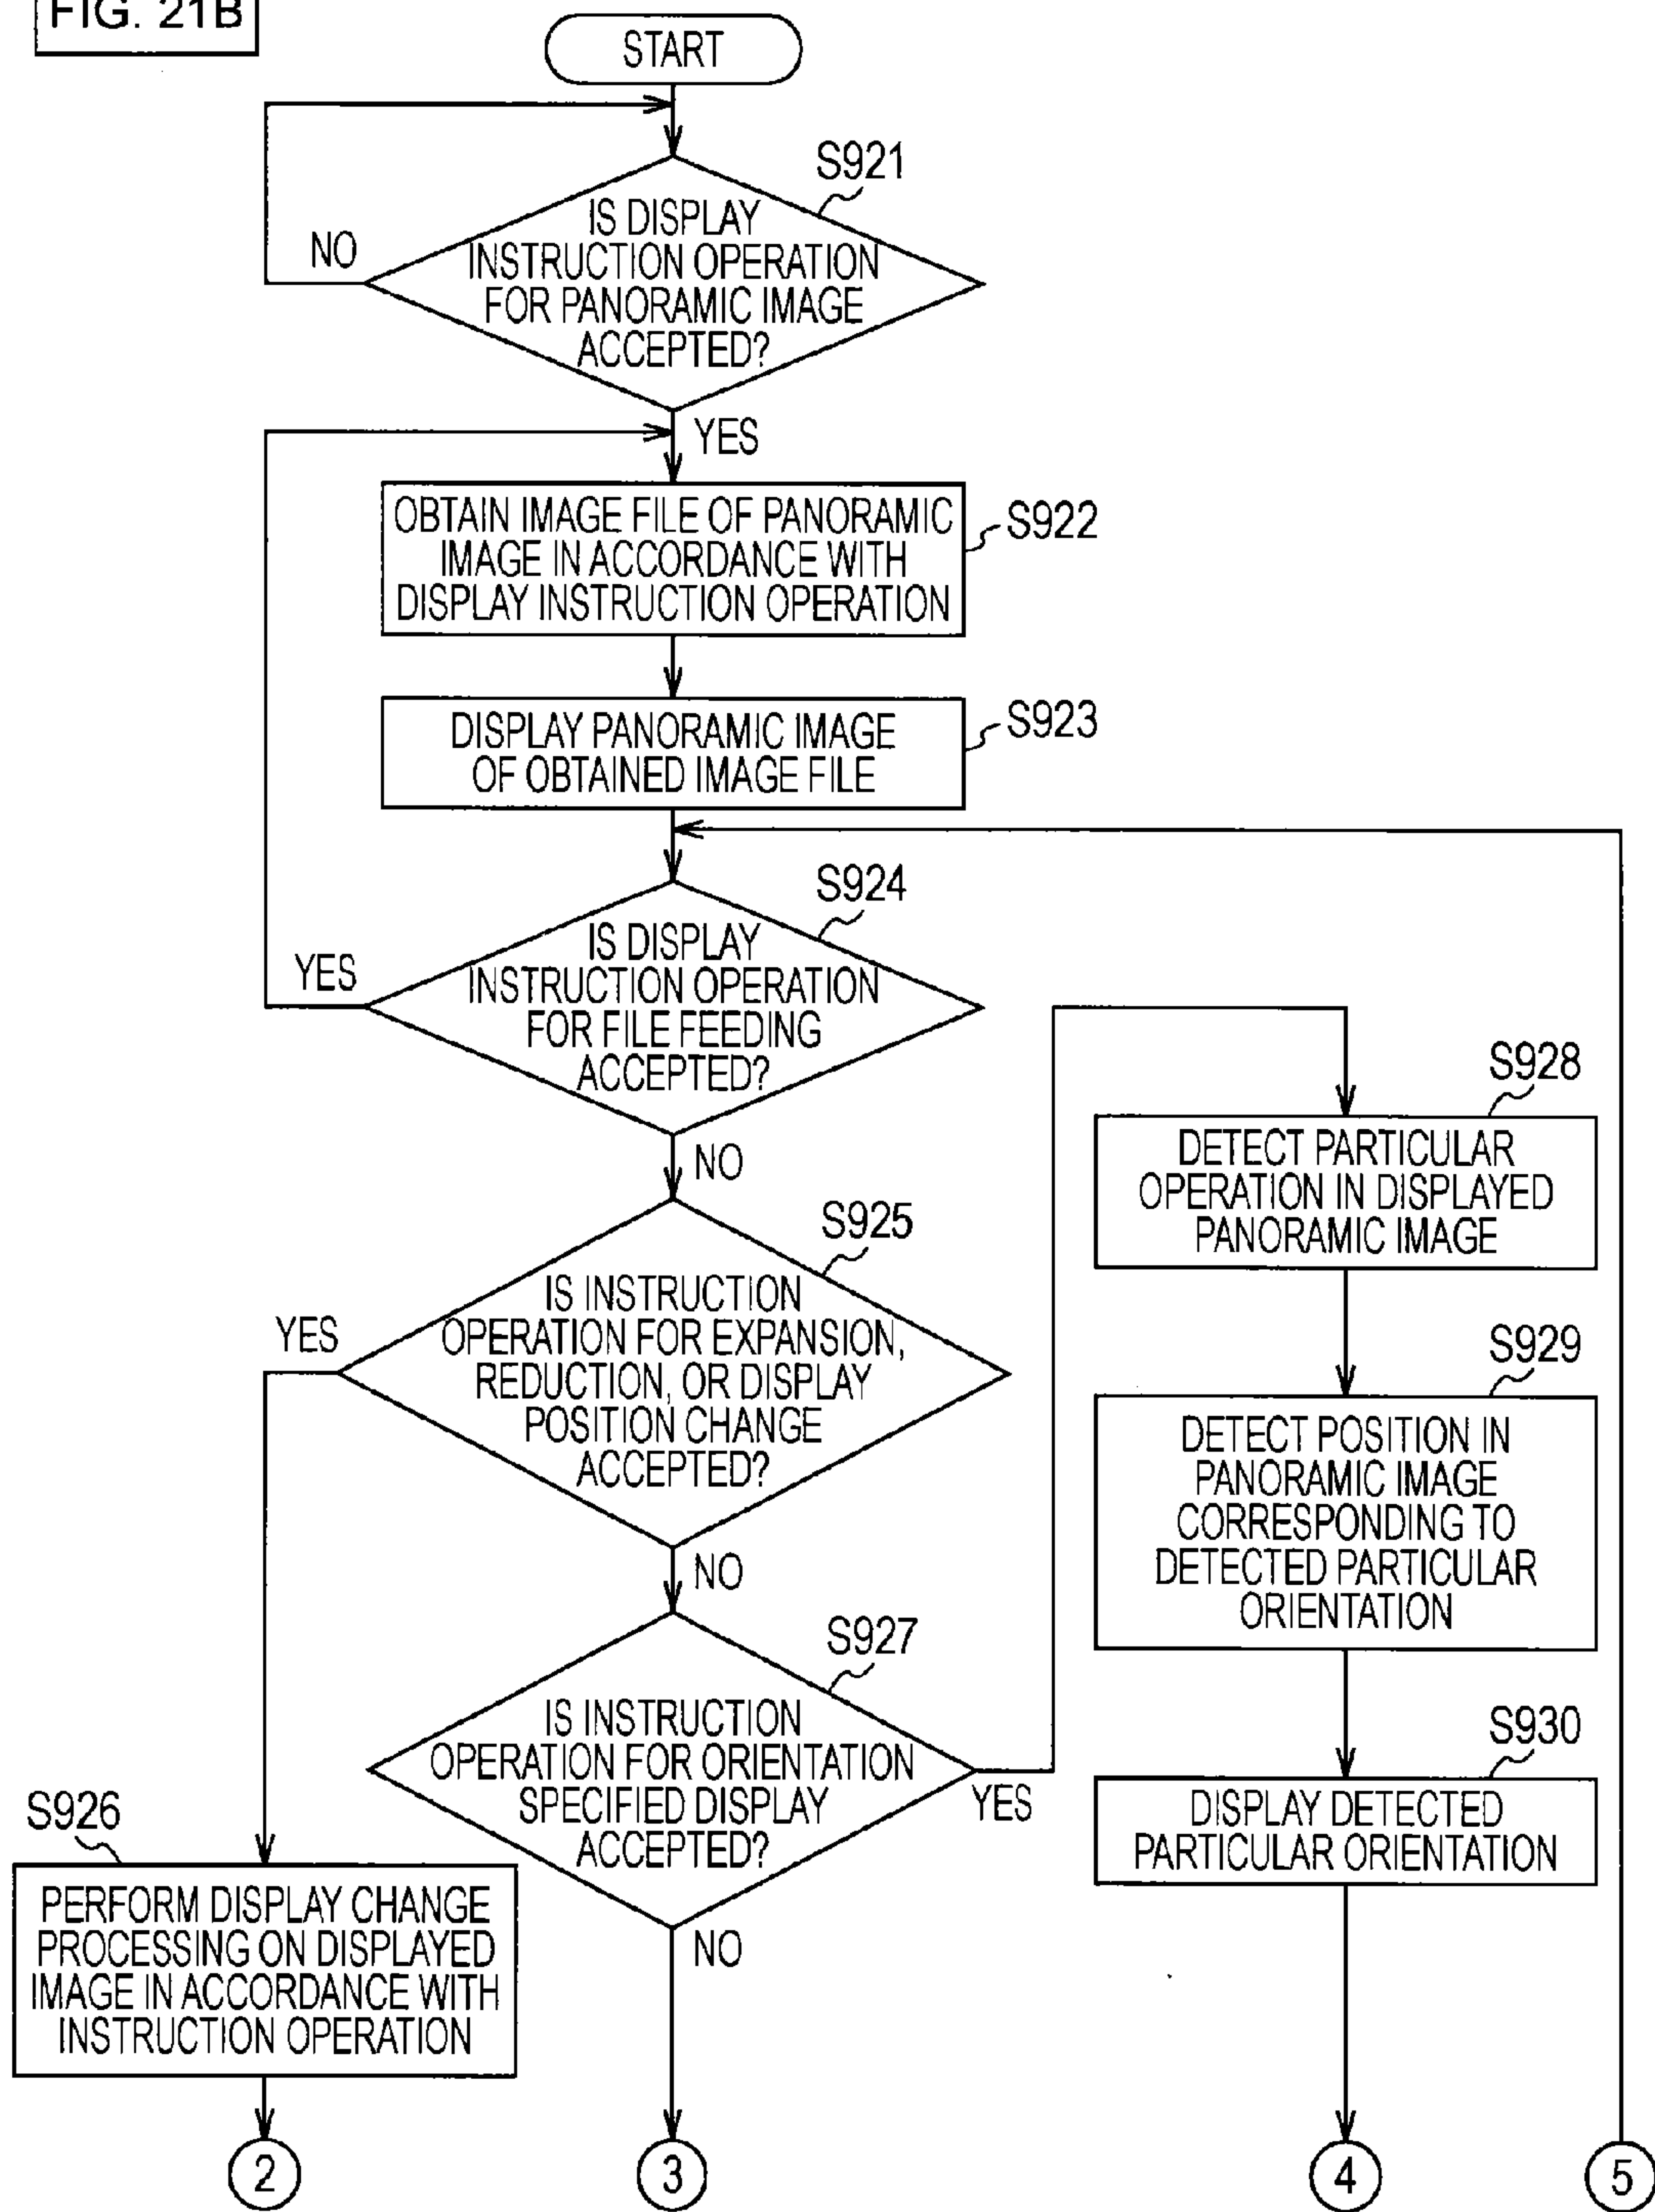 FIG. 21B
START
S921
IS DISPLAY
INSTRUCTION OPERATION
FOR PANORAMIC IMAGE
ACCEPTED?
NO
YES
OBTAIN IMAGE FILE OF PANORAMIC
IMAGE IN ACCORDANCE WITH
DISPLAY INSTRUCTION OPERATION
S922
DISPLAY PANORAMIC IMAGE
OF OBTAINED IMAGE FILE
S923
S924
IS DISPLAY
INSTRUCTION OPERATION
FOR FILE FEEDING
ACCEPTED?
YES
NO
S925
IS INSTRUCTION
OPERATION FOR EXPANSION,
REDUCTION, OR DISPLAY
POSITION CHANGE
ACCEPTED?
YES
NO
S927
IS INSTRUCTION
OPERATION FOR ORIENTATION
SPECIFIED DISPLAY
ACCEPTED?
YES
NO
S926
PERFORM DISPLAY CHANGE
PROCESSING ON DISPLAYED
IMAGE IN ACCORDANCE WITH
INSTRUCTION OPERATION
S928
DETECT PARTICULAR
OPERATION IN DISPLAYED
PANORAMIC IMAGE
S929
DETECT POSITION IN
PANORAMIC IMAGE
CORRESPONDING TO
DETECTED PARTICULAR
ORIENTATION
S930
DISPLAY DETECTED
PARTICULAR ORIENTATION
2
3
4
5